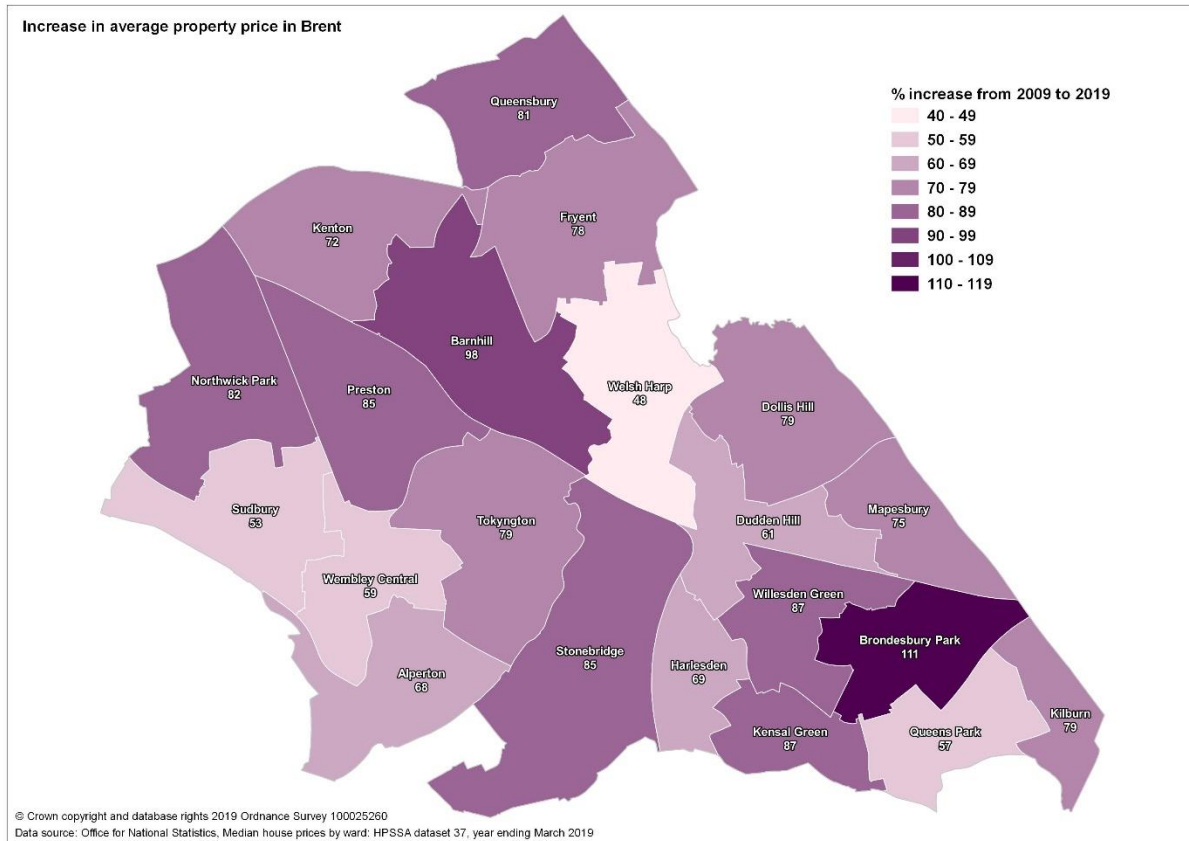 Increase in average property price in Brent
% increase from 2009 to 2019
40 - 49
50 - 59
60 - 69
70 - 79
80 - 89
90 - 99
100 - 109
110 - 119
Queensbury
81
Kenton
72
Fryent
78
Barnhill
98
Northwick Park
82
Preston
85
Welsh Harp
48
Dollis Hill
79
Sudbury
53
Tokyngton
79
Dudden Hill
61
Mapesbury
75
Wembley Central
59
Willesden Green
87
Brondesbury Park
111
Stonebridge
85
Harlesden
69
Alperton
68
Kensal Green
87
Queens Park
57
Kilburn
79
© Crown copyright and database rights 2019 Ordnance Survey 100025260
Data source: Office for National Statistics, Median house prices by ward: HPSSA dataset 37, year ending March 2019